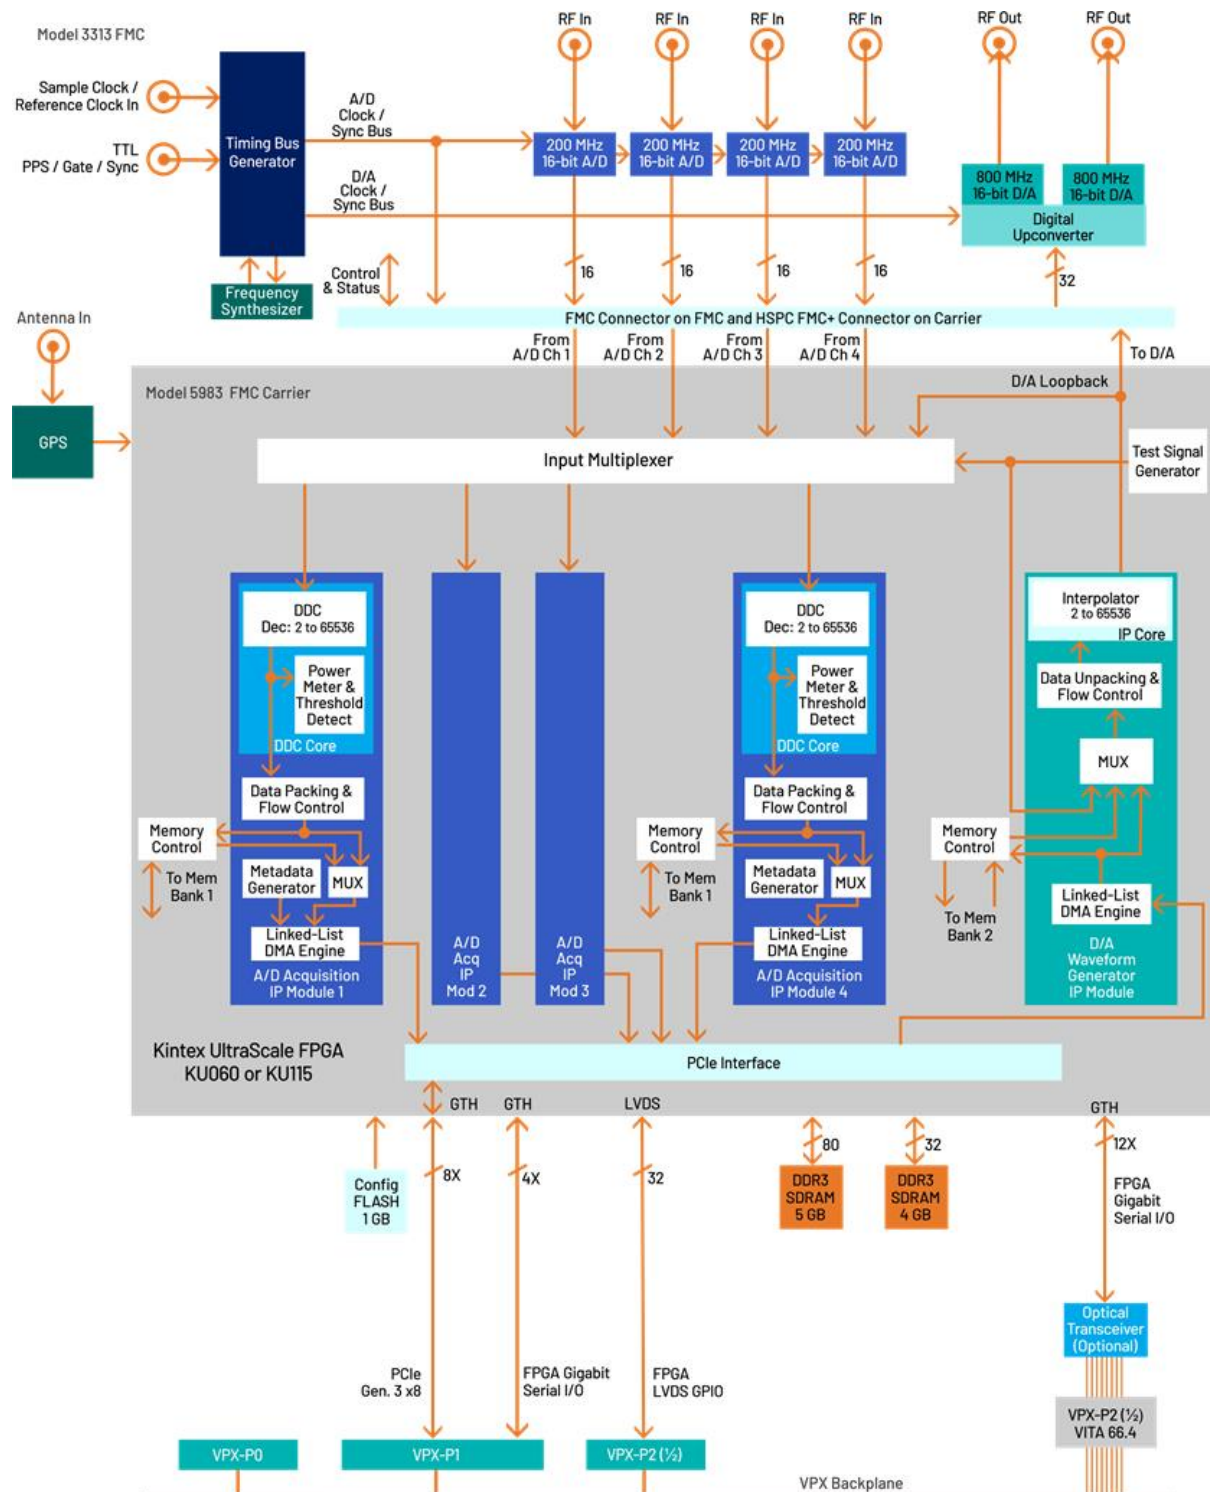 Model 3313 FMC
RF In
RF In
RF In
RF In
RF Out
RF Out
Sample Clock /
Reference Clock In
TTL
PPS / Gate / Sync
Timing Bus
Generator
A/D
Clock /
Sync Bus
D/A
Clock /
Sync Bus
200 MHz
16-bit A/D
200 MHz
16-bit A/D
200 MHz
16-bit A/D
200 MHz
16-bit A/D
800 MHz
16-bit D/A
800 MHz
16-bit D/A
Digital
Upconverter
Frequency
Synthesizer
Control
& Status
16
16
16
16
32
FMC Connector on FMC and HSPC FMC+ Connector on Carrier
Antenna In
GPS
From
A/D Ch 1
From
A/D Ch 2
From
A/D Ch 3
From
A/D Ch 4
To D/A
Model 5983 FMC Carrier
D/A Loopback
Input Multiplexer
Test Signal
Generator
DDC
Dec: 2 to 65536
Power
Meter &
Threshold
Detect
DDC Core
Data Packing &
Flow Control
Memory
Control
To Mem
Bank 1
Metadata
Generator
MUX
Linked-List
DMA Engine
A/D Acquisition
IP Module 1
A/D
Acq
IP
Mod 2
A/D
Acq
IP
Mod 3
DDC
Dec: 2 to 65536
Power
Meter &
Threshold
Detect
DDC Core
Data Packing &
Flow Control
Memory
Control
To Mem
Bank 1
Metadata
Generator
MUX
Linked-List
DMA Engine
A/D Acquisition
IP Module 4
Interpolator
2 to 65536
IP Core
Data Unpacking &
Flow Control
MUX
Memory
Control
To Mem
Bank 2
Linked-List
DMA Engine
D/A
Waveform
Generator
IP Module
Kintex UltraScale FPGA
KU060 or KU115
PCIe Interface
GTH
GTH
LVDS
GTH
8X
4X
32
80
32
12X
Config
FLASH
1 GB
DDR3
SDRAM
5 GB
DDR3
SDRAM
4 GB
FPGA
Gigabit
Serial I/O
Optical
Transceiver
(Optional)
PCIe
Gen. 3 x8
FPGA Gigabit
Serial I/O
FPGA
LVDS GPIO
VPX-P2 (½)
VITA 66.4
VPX-P0
VPX-P1
VPX-P2 (½)
VPX Backplane